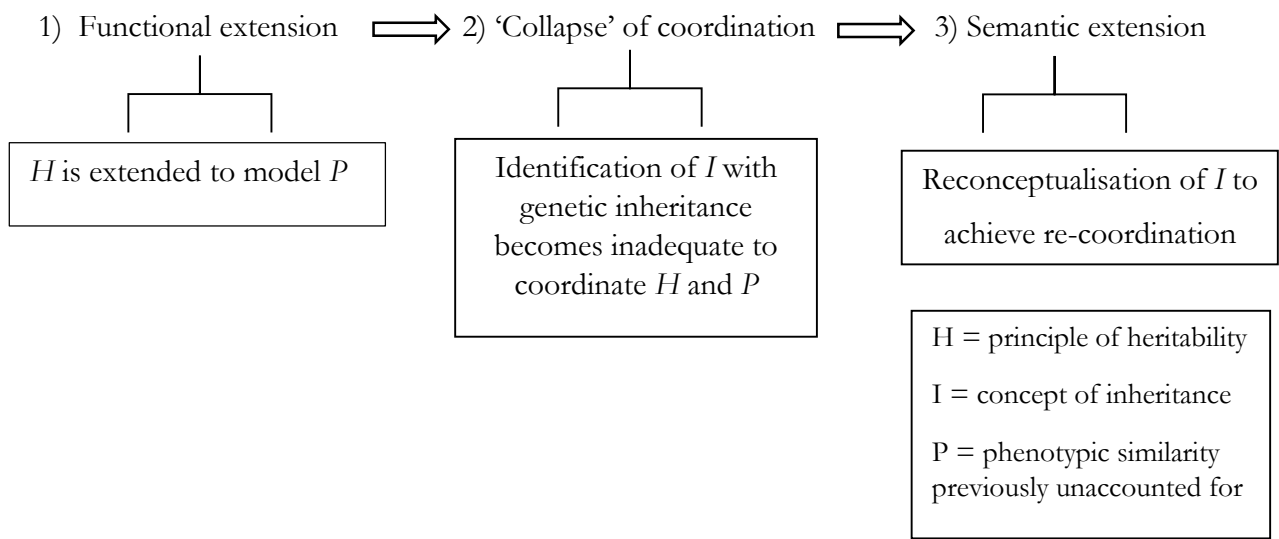 1) Functional extension 2) ‘Collapse’ of coordination 3) Semantic extension
H is extended to model P
Identification of I with
genetic inheritance
becomes inadequate to
coordinate H and P
Reconceptualisation of I to
achieve re-coordination
H = principle of heritability
I = concept of inheritance
P = phenotypic similarity
previously unaccounted for